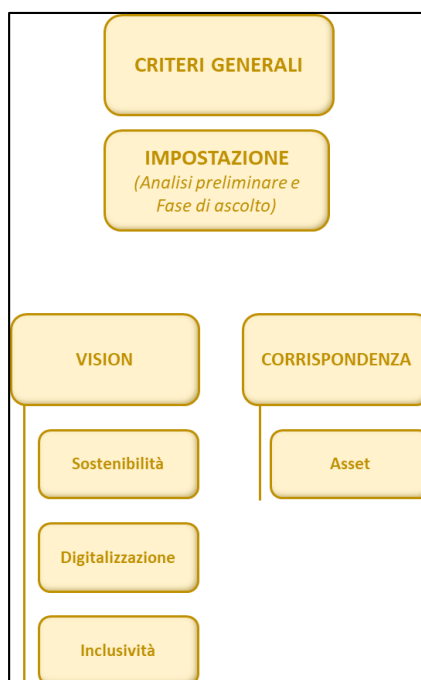 CRITERI GENERALI
IMPOSTAZIONE
(Analisi preliminare e
Fase di ascolto)
VISION
CORRISPONDENZA
Sostenibilità
Asset
Digitalizzazione
Inclusività